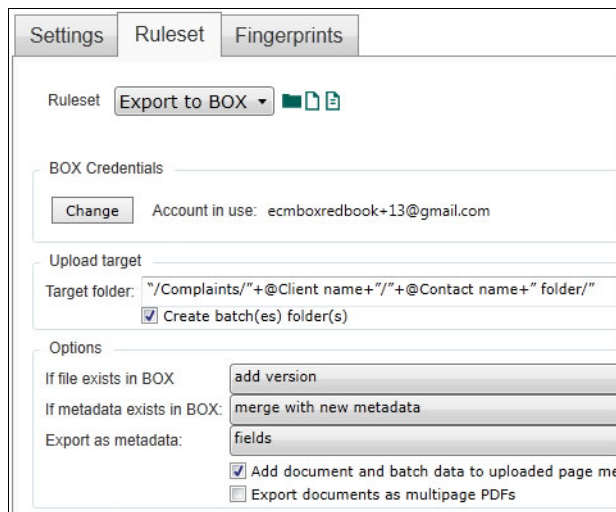 Settings Ruleset Fingerprints
Ruleset Export to BOX
BOX Credentials
Change Account in use: ecmboxredbook+13@gmail.com
Upload target
Target folder: “/Complaints/”+@Client name+”/”+@Contact name+” folder/”
Create batch(es) folder(s)
Options
If file exists in BOX add version
If metadata exists in BOX: merge with new metadata
Export as metadata: fields
Add document and batch data to uploaded page me
Export documents as multipage PDFs